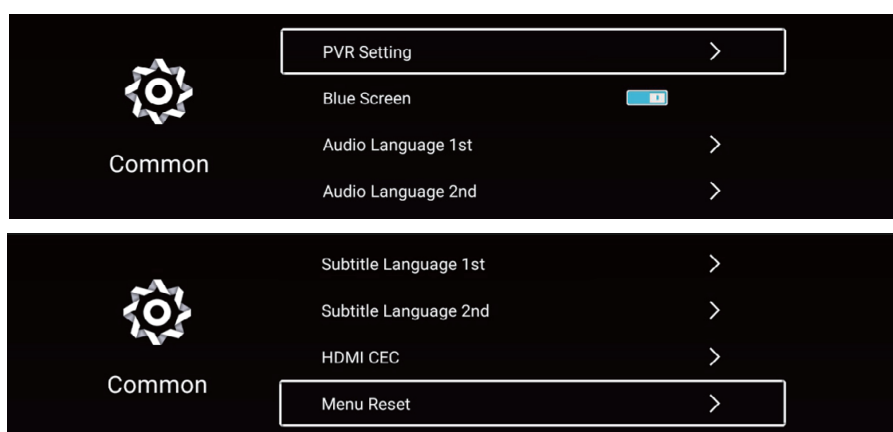 PVR Setting
Blue Screen
Audio Language 1st
Audio Language 2nd
Common
Subtitle Language 1st
Subtitle Language 2nd
HDMI CEC
Menu Reset
Common